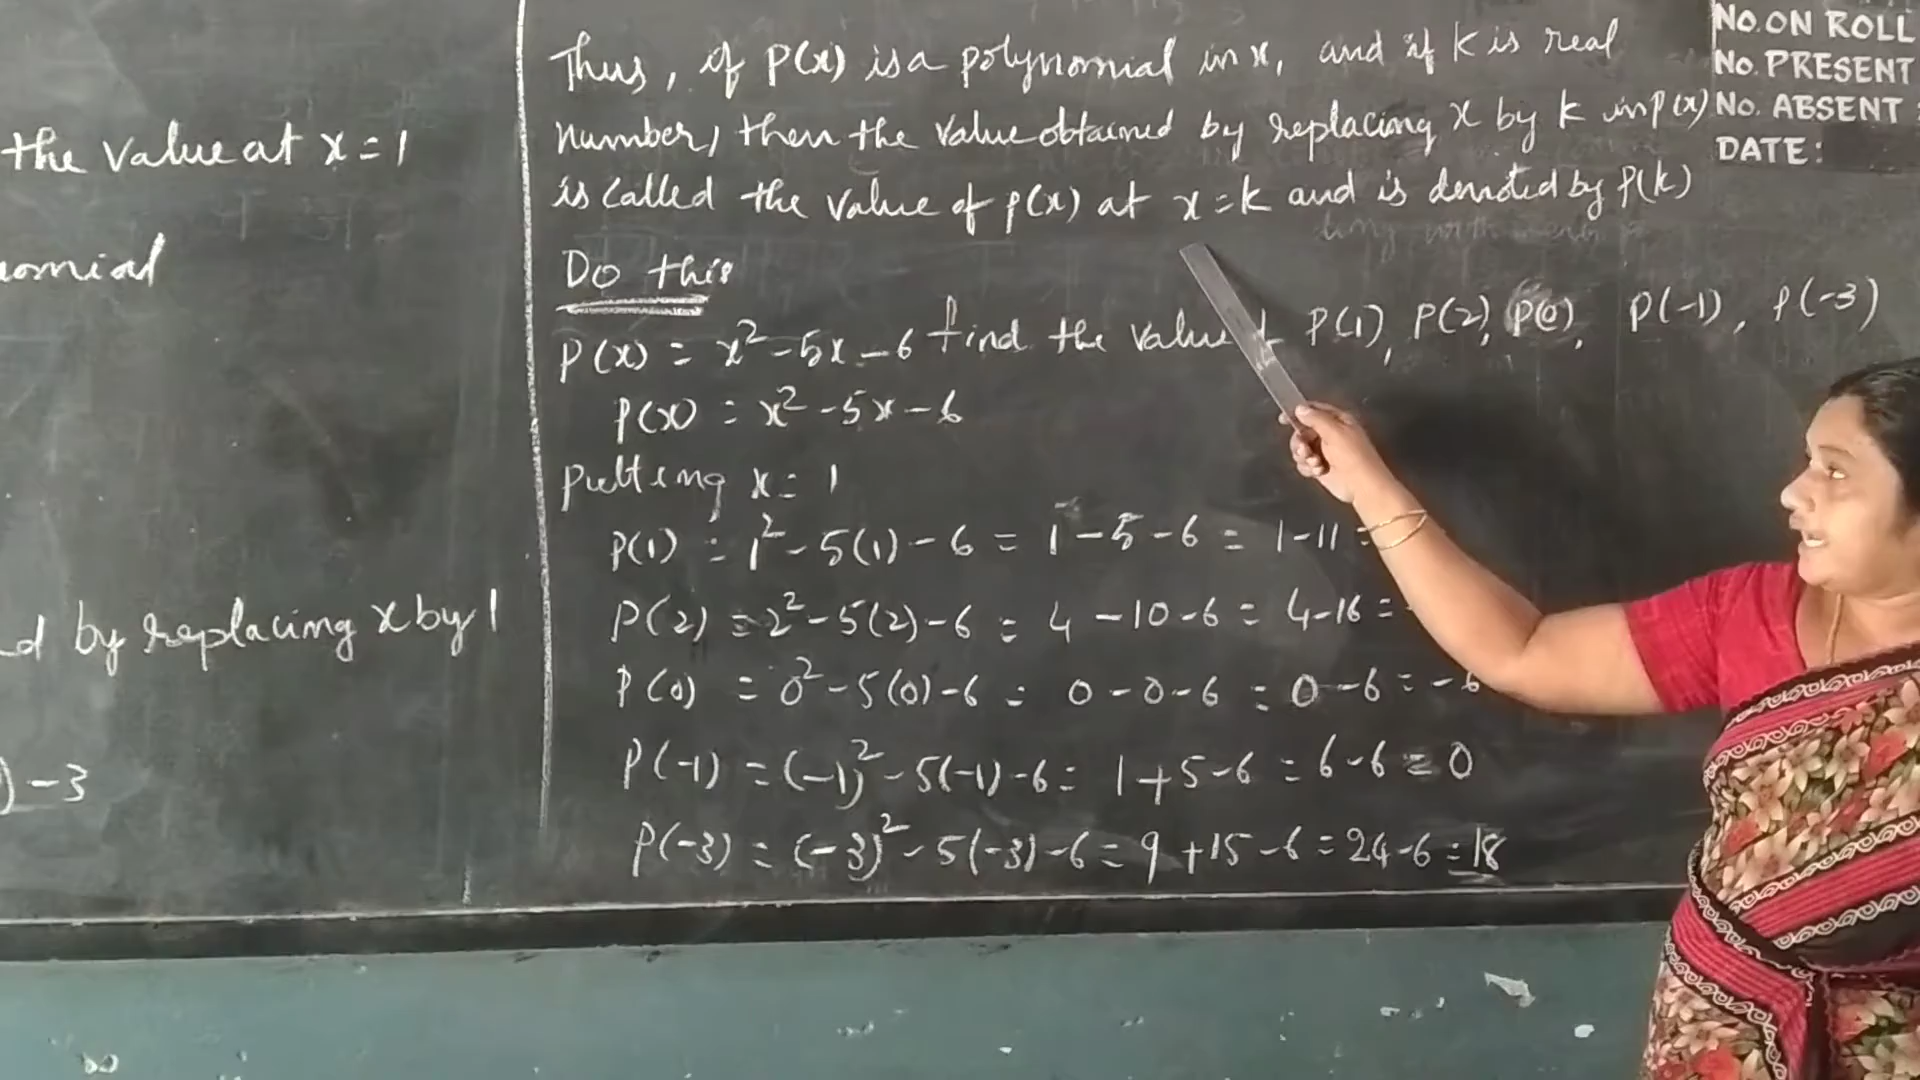 the value at x = 1
nomial
d by replacing x by 1
) - 3
Thus, if P(x) is a polynomial in x, and if K is real
number, then the value obtained by replacing x by k in p(x)
is called the value of p(x) at x = k and is denoted by p(k)
Do this
P(x) = x² - 5x - 6 find the value P(1), P(2), P(0), P(-1), P(-3)
p(x) = x² - 5x - 6
putting x = 1
p(1) = 1² - 5(1) - 6 = 1 - 5 - 6 = 1 - 11 =
P(2) = 2² - 5(2) - 6 = 4 - 10 - 6 = 4 - 16 =
P(0) = 0² - 5(0) - 6 = 0 - 0 - 6 = 0 - 6 = - 6
P(-1) = (-1)² - 5(-1) - 6 = 1 + 5 - 6 = 6 - 6 = 0
P(-3) = (-3)² - 5(-3) - 6 = 9 + 15 - 6 = 24 - 6 = 18
NO. ON ROLL
No. PRESENT
No. ABSENT :
DATE :